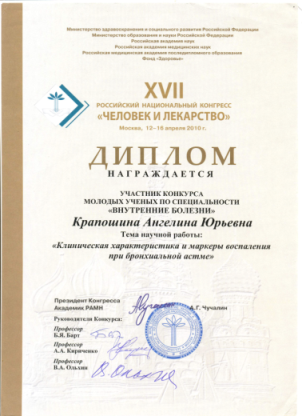 Министерство здравоохранения и социального развития Российской Федерации
Министерство образования и науки Российской Федерации
Российская академия наук
Российская академия медицинских наук
Российская медицинская академия последипломного образования
Фонд «Здоровье»
XVII
РОССИЙСКИЙ НАЦИОНАЛЬНЫЙ КОНГРЕСС
«ЧЕЛОВЕК И ЛЕКАРСТВО»
Москва, 12-16 апреля 2010 г.
ДИПЛОМ
НАГРАЖДАЕТСЯ
УЧАСТНИК КОНКУРСА
МОЛОДЫХ УЧЕНЫХ ПО СПЕЦИАЛЬНОСТИ
«ВНУТРЕННИЕ БОЛЕЗНИ»
Крапошина Ангелина Юрьевна
Тема научной работы:
«Клиническая характеристика и маркеры воспаления
при бронхиальной астме»
Президент Конгресса
Академик РАМН
А.Г. Чучалин
Руководители Конкурса:
Профессор
Б.Я. Барт
Профессор
А.А. Кириченко
Профессор
В.А. Ольхин